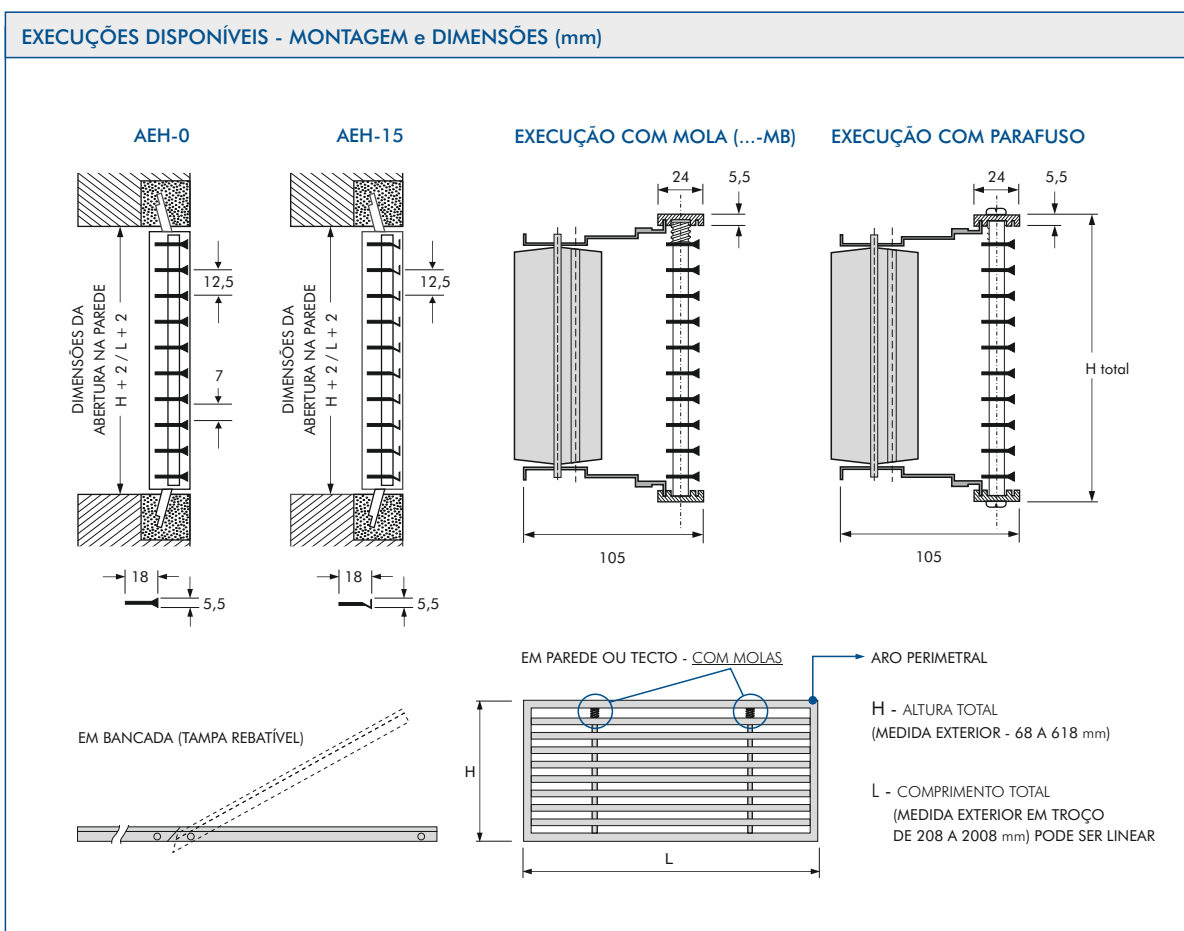 EXECUÇÕES DISPONÍVEIS - MONTAGEM e DIMENSÕES (mm)
AEH-0
AEH-15
EXECUÇÃO COM MOLA (...-MB)
EXECUÇÃO COM PARAFUSO
DIMENSÕES DA
ABERTURA NA PAREDE
H + 2 / L + 2
12,5
7
18
5,5
DIMENSÕES DA
ABERTURA NA PAREDE
H + 2 / L + 2
12,5
18
5,5
24
5,5
105
24
5,5
H total
105
EM BANCADA (TAMPA REBATÍVEL)
EM PAREDE OU TECTO - COM MOLAS
ARO PERIMETRAL
H
L
H - ALTURA TOTAL
(MEDIDA EXTERIOR - 68 A 618 mm)
L - COMPRIMENTO TOTAL
(MEDIDA EXTERIOR EM TROÇO
DE 208 A 2008 mm) PODE SER LINEAR